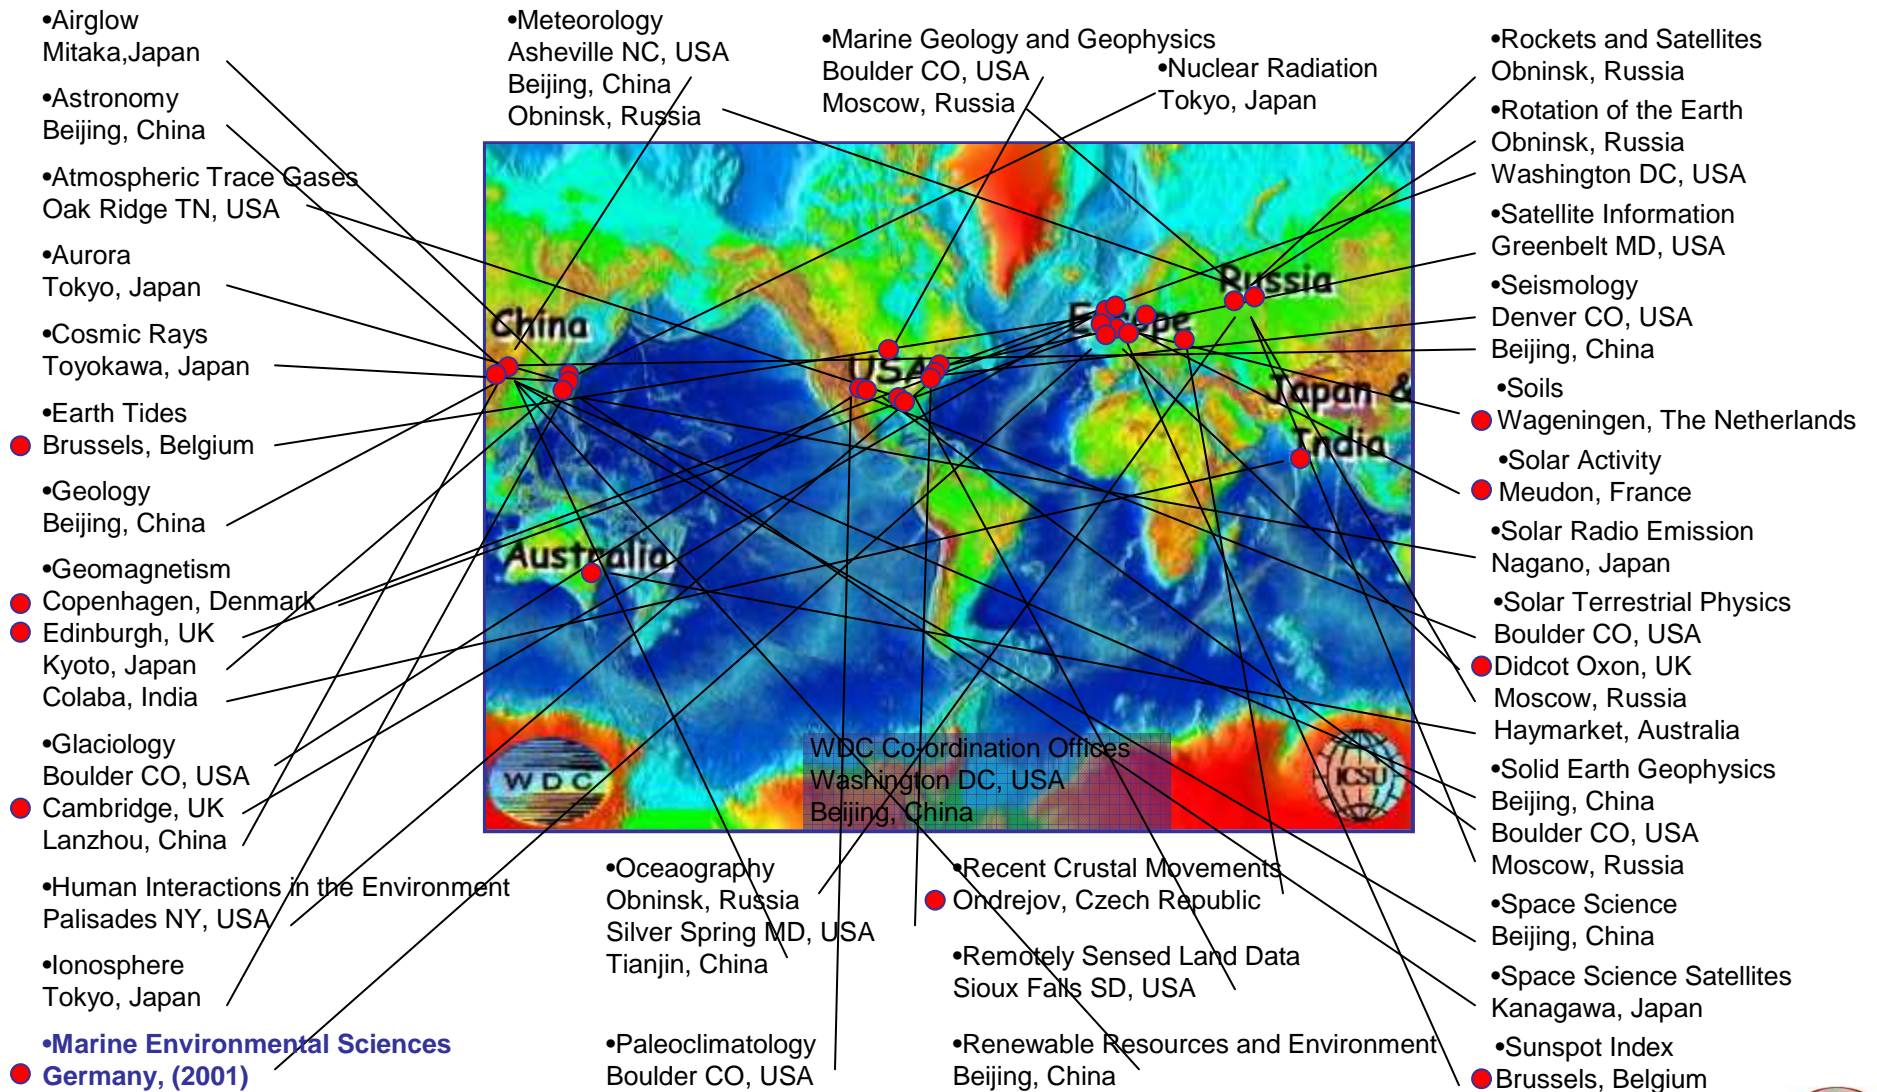 •Airglow
Mitaka,Japan
•Astronomy
Beijing, China
•Atmospheric Trace Gases
Oak Ridge TN, USA
•Aurora
Tokyo, Japan
•Cosmic Rays
Toyokawa, Japan
•Earth Tides
Brussels, Belgium
•Geology
Beijing, China
•Geomagnetism
Copenhagen, Denmark
Edinburgh, UK
Kyoto, Japan
Colaba, India
•Glaciology
Boulder CO, USA
Cambridge, UK
Lanzhou, China
•Human Interactions in the Environment
Palisades NY, USA
•Ionosphere
Tokyo, Japan
•Marine Environmental Sciences
Germany, (2001)
•Meteorology
Asheville NC, USA
Beijing, China
Obninsk, Russia
•Marine Geology and Geophysics
Boulder CO, USA
Moscow, Russia
•Nuclear Radiation
Tokyo, Japan
China
USA
Europe
Russia
Japan &
India
Australia
WDC
ICSU
WDC Co-ordination Offices
Washington DC, USA
Beijing, China
•Oceaography
Obninsk, Russia
Silver Spring MD, USA
Tianjin, China
•Paleoclimatology
Boulder CO, USA
•Recent Crustal Movements
Ondrejov, Czech Republic
•Remotely Sensed Land Data
Sioux Falls SD, USA
•Renewable Resources and Environment
Beijing, China
•Rockets and Satellites
Obninsk, Russia
•Rotation of the Earth
Obninsk, Russia
Washington DC, USA
•Satellite Information
Greenbelt MD, USA
•Seismology
Denver CO, USA
Beijing, China
•Soils
Wageningen, The Netherlands
•Solar Activity
Meudon, France
•Solar Radio Emission
Nagano, Japan
•Solar Terrestrial Physics
Boulder CO, USA
Didcot Oxon, UK
Moscow, Russia
Haymarket, Australia
•Solid Earth Geophysics
Beijing, China
Boulder CO, USA
Moscow, Russia
•Space Science
Beijing, China
•Space Science Satellites
Kanagawa, Japan
•Sunspot Index
Brussels, Belgium